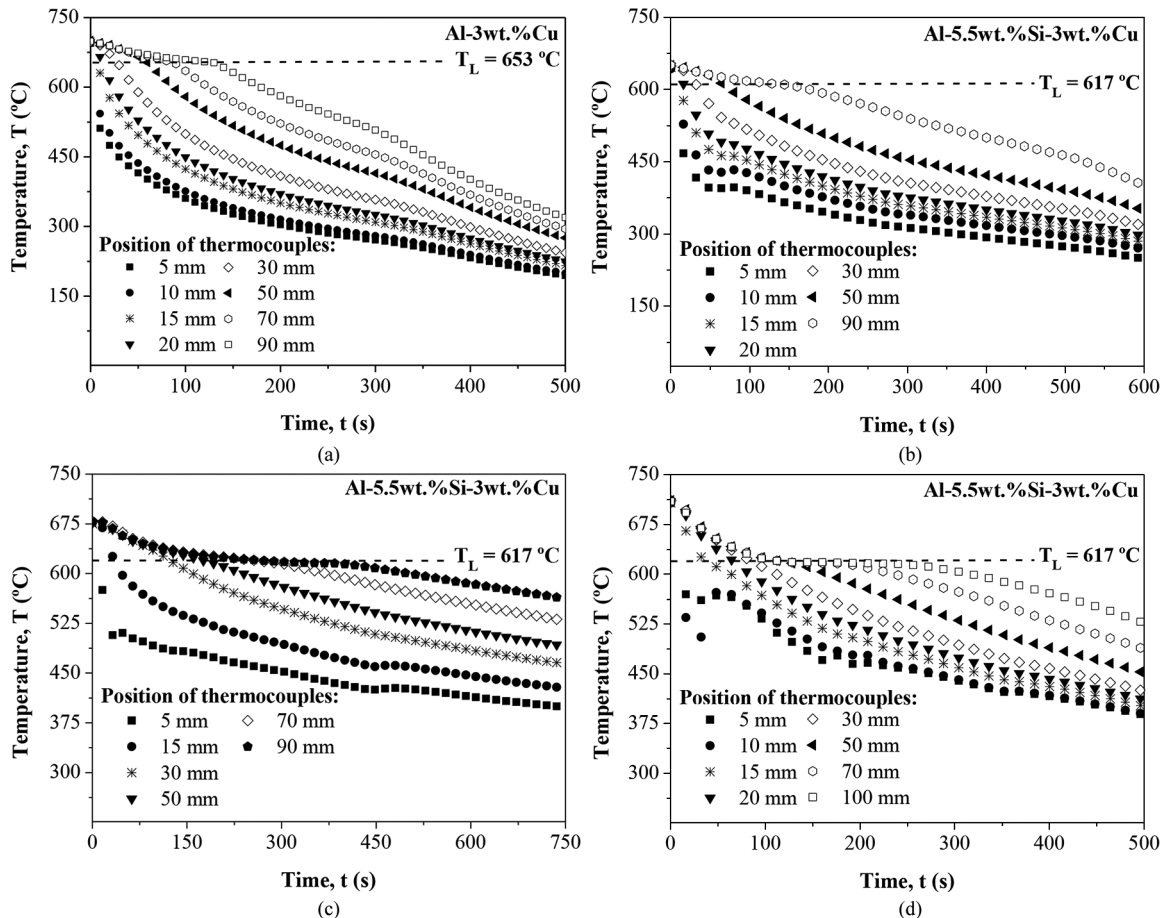 Al-3wt.%Cu
T_L = 653 ºC
Temperature, T (ºC)
750
600
450
300
150
Position of thermocouples:
5 mm 30 mm
10 mm 50 mm
15 mm 70 mm
20 mm 90 mm
0 100 200 300 400 500
Time, t (s)
(a)
Al-5.5wt.%Si-3wt.%Cu
T_L = 617 ºC
Temperature, T (ºC)
750
600
450
300
150
Position of thermocouples:
5 mm 30 mm
10 mm 50 mm
15 mm 90 mm
20 mm
0 100 200 300 400 500 600
Time, t (s)
(b)
Al-5.5wt.%Si-3wt.%Cu
T_L = 617 ºC
Temperature, T (ºC)
750
675
600
525
450
375
300
Position of thermocouples:
5 mm 70 mm
15 mm 90 mm
30 mm
50 mm
0 150 300 450 600 750
Time, t (s)
(c)
Al-5.5wt.%Si-3wt.%Cu
T_L = 617 ºC
Temperature, T (ºC)
750
675
600
525
450
375
300
Position of thermocouples:
5 mm 30 mm
10 mm 50 mm
15 mm 70 mm
20 mm 100 mm
0 100 200 300 400 500
Time, t (s)
(d)